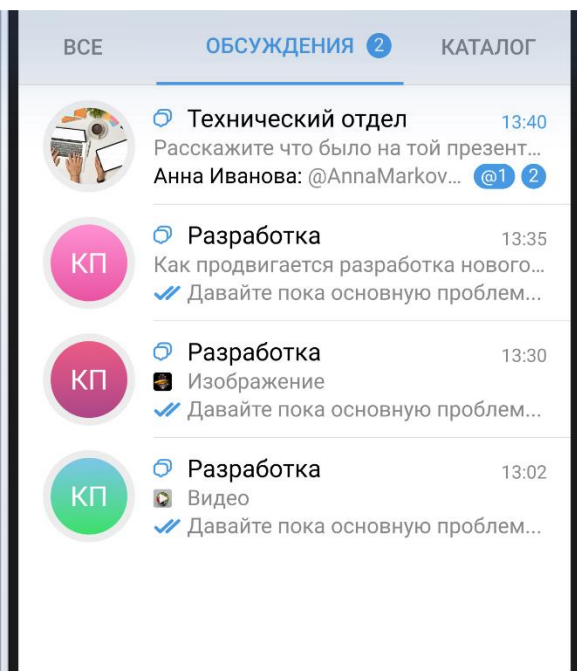 ВСЕ ОБСУЖДЕНИЯ 2 КАТАЛОГ
Технический отдел 13:40
Расскажите что было на той презент...
Анна Иванова: @AnnaMarkov... @1 2
КП Разработка 13:35
Как продвигается разработка нового...
Давайте пока основную проблем...
КП Разработка 13:30
Изображение
Давайте пока основную проблем...
КП Разработка 13:02
Видео
Давайте пока основную проблем...